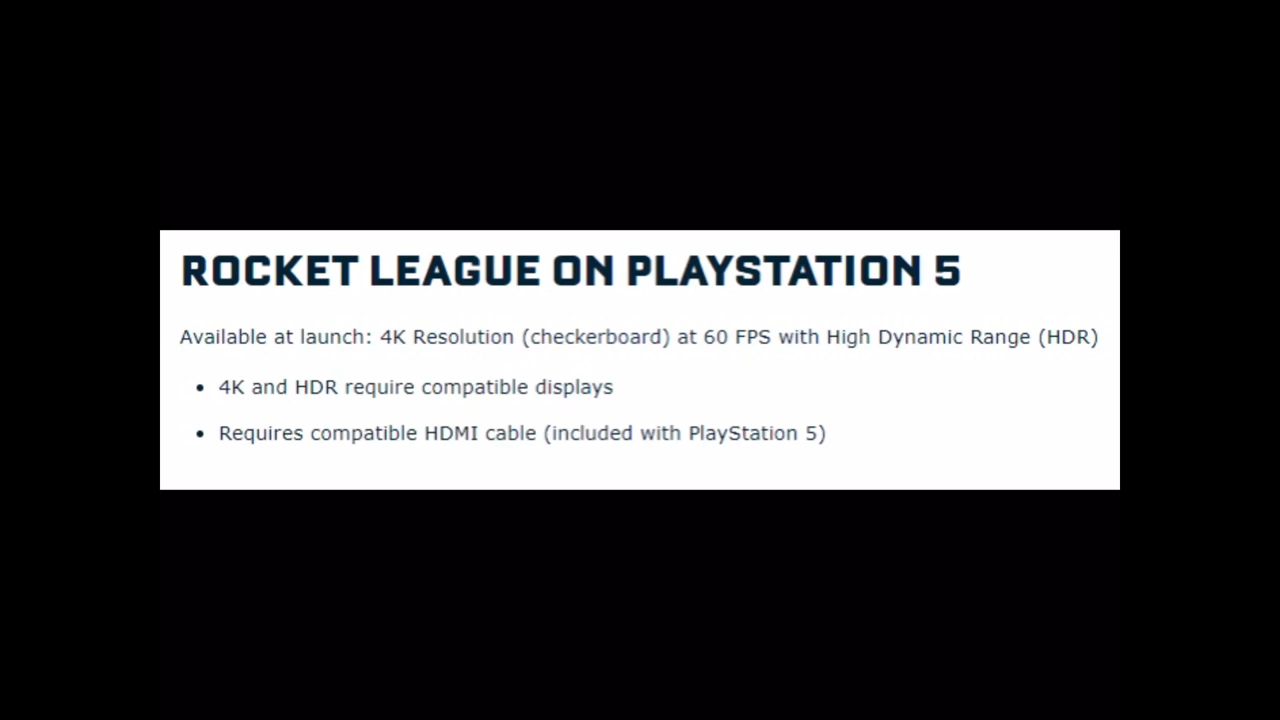 ROCKET LEAGUE ON PLAYSTATION 5
Available at launch: 4K Resolution (checkerboard) at 60 FPS with High Dynamic Range (HDR)
• 4K and HDR require compatible displays
• Requires compatible HDMI cable (included with PlayStation 5)